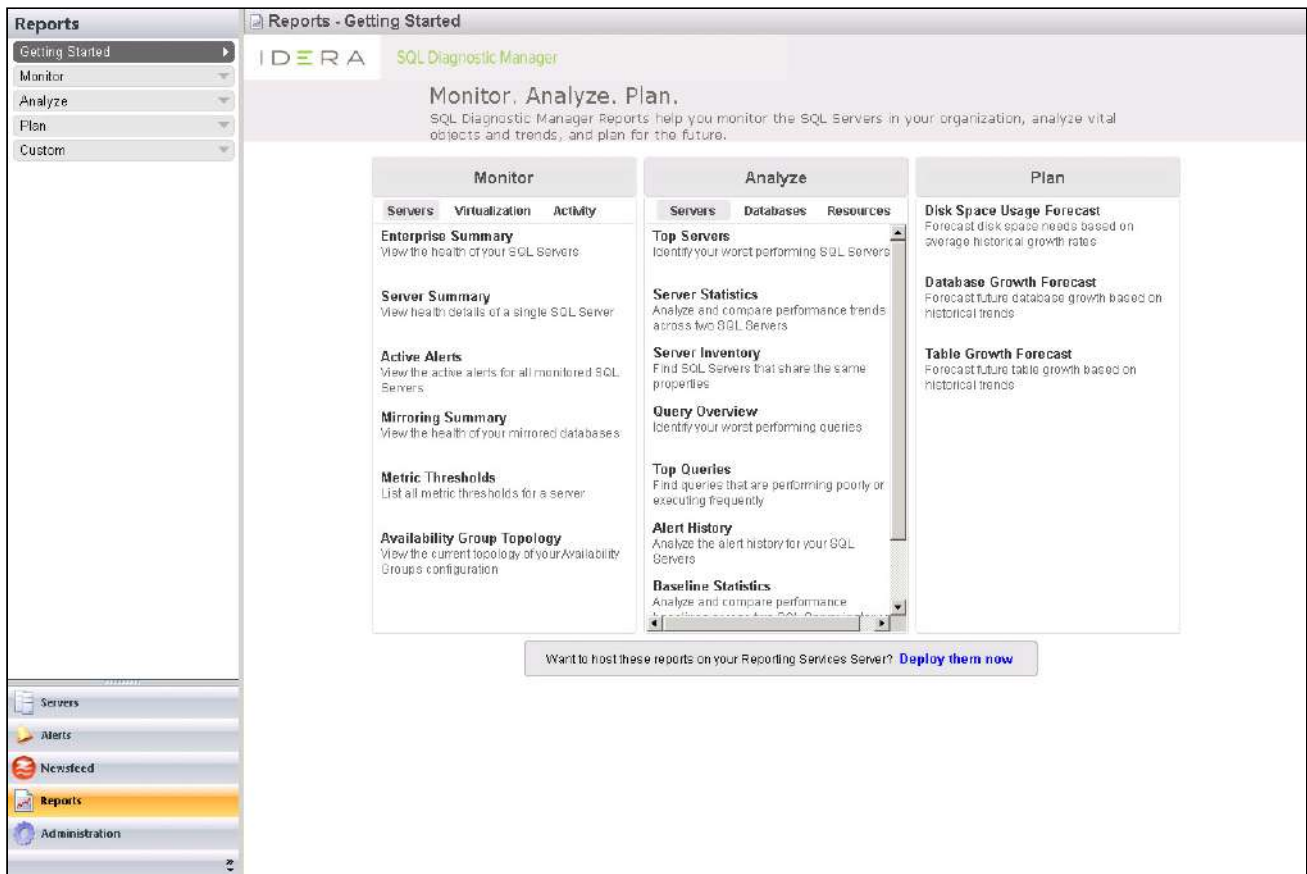 Reports
Getting Started
Monitor
Analyze
Plan
Custom
Servers
Alerts
Newsfeed
Reports
Administration
Reports - Getting Started
IDERA SQL Diagnostic Manager
Monitor. Analyze. Plan.
SQL Diagnostic Manager Reports help you monitor the SQL Servers in your organization, analyze vital
objects and trends, and plan for the future.
Monitor
Servers Virtualization Activity
Enterprise Summary
View the health of your SQL Servers
Server Summary
View health details of a single SQL Server
Active Alerts
View the active alerts for all monitored SQL
Servers
Mirroring Summary
View the health of your mirrored databases
Metric Thresholds
List all metric thresholds for a server
Availability Group Topology
View the current topology of your Availability
Groups configuration
Analyze
Servers Databases Resources
Top Servers
Identify your worst performing SQL Servers
Server Statistics
Analyze and compare performance trends
across two SQL Servers
Server Inventory
Find SQL Servers that share the same
properties
Query Overview
Identify your worst performing queries
Top Queries
Find queries that are performing poorly or
executing frequently
Alert History
Analyze the alert history for your SQL
Servers
Baseline Statistics
Analyze and compare performance
Plan
Disk Space Usage Forecast
Forecast disk space needs based on
average historical growth rates
Database Growth Forecast
Forecast future database growth based on
historical trends
Table Growth Forecast
Forecast future table growth based on
historical trends
Want to host these reports on your Reporting Services Server? Deploy them now